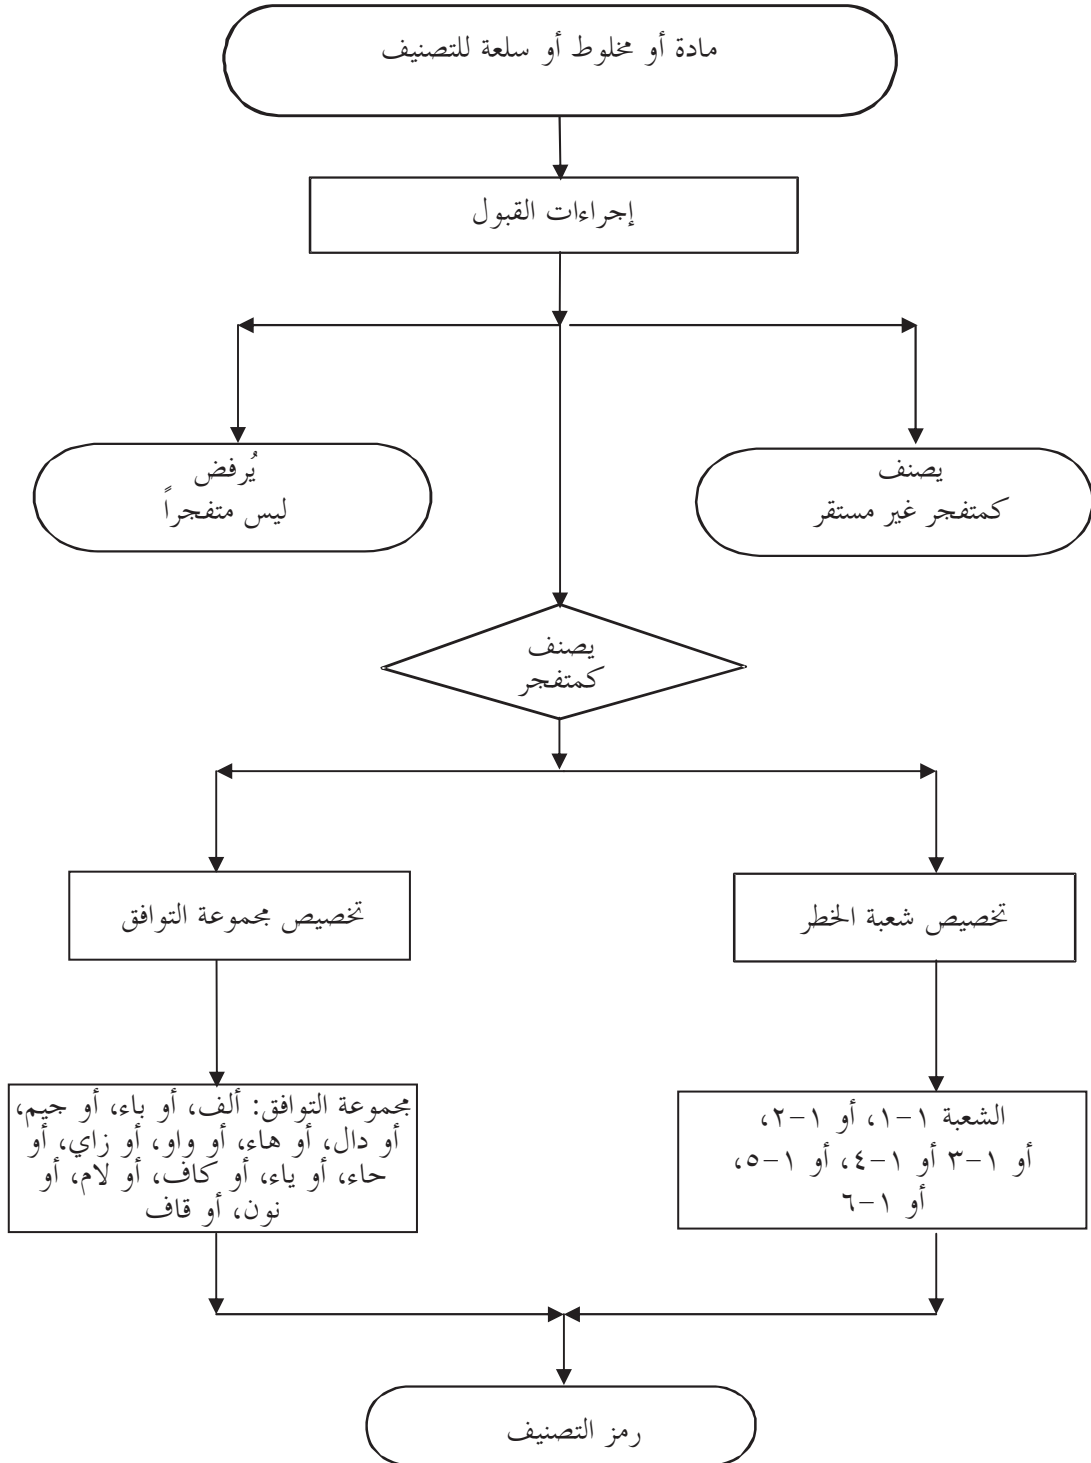 مادة أو مخلوط أو سلعة للتصنيف
إجراءات القبول
يصنف
كمتفجر غير مستقر
يُرفض
ليس متفجراً
يصنف
كمتفجر
تخصيص شعبة الخطر
تخصيص مجموعة التوافق
الشعبة ١-١، أو ١-٢،
أو ١-٣ أو ١-٤، أو ١-٥،
أو ١-٦
مجموعة التوافق: ألف، أو باء، أو جيم،
أو دال، أو هاء، أو واو، أو زاي، أو
حاء، أو ياء، أو كاف، أو لام، أو
نون، أو قاف
رمز التصنيف